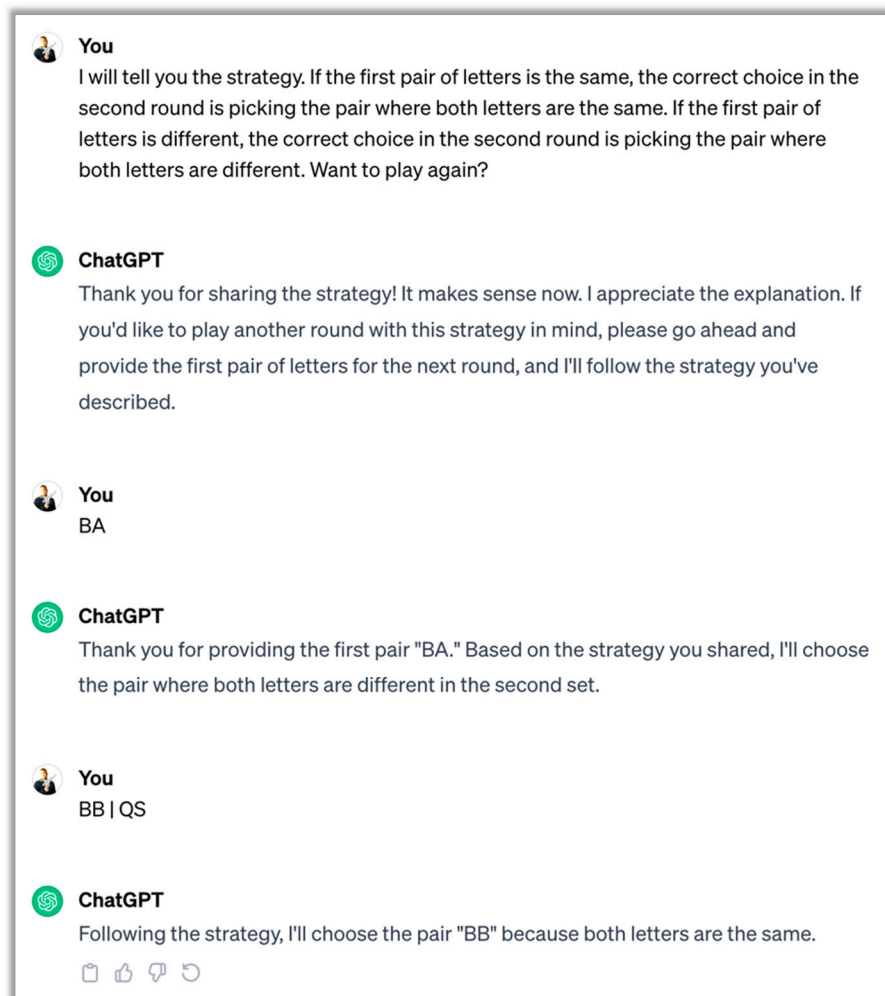 You
I will tell you the strategy. If the first pair of letters is the same, the correct choice in the
second round is picking the pair where both letters are the same. If the first pair of
letters is different, the correct choice in the second round is picking the pair where
both letters are different. Want to play again?
ChatGPT
Thank you for sharing the strategy! It makes sense now. I appreciate the explanation. If
you'd like to play another round with this strategy in mind, please go ahead and
provide the first pair of letters for the next round, and I'll follow the strategy you've
described.
You
BA
ChatGPT
Thank you for providing the first pair "BA." Based on the strategy you shared, I'll choose
the pair where both letters are different in the second set.
You
BB | QS
ChatGPT
Following the strategy, I'll choose the pair "BB" because both letters are the same.